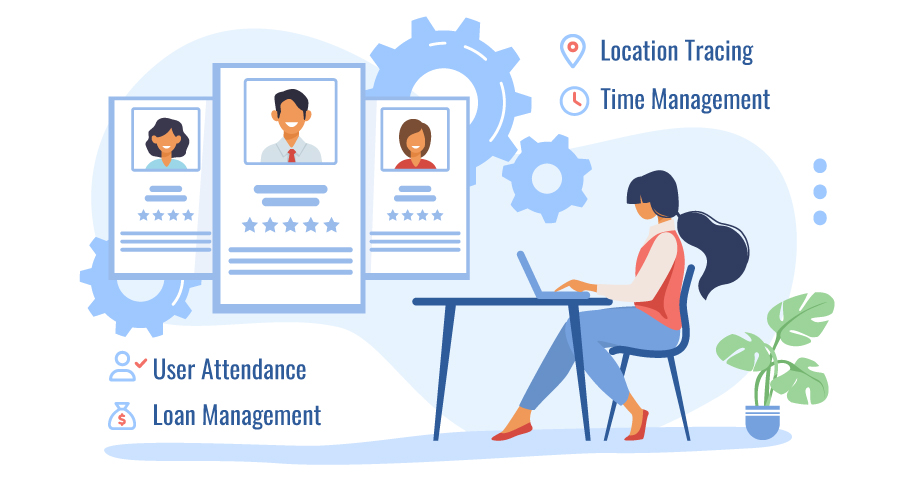 Location Tracing
Time Management
User Attendance
$ Loan Management